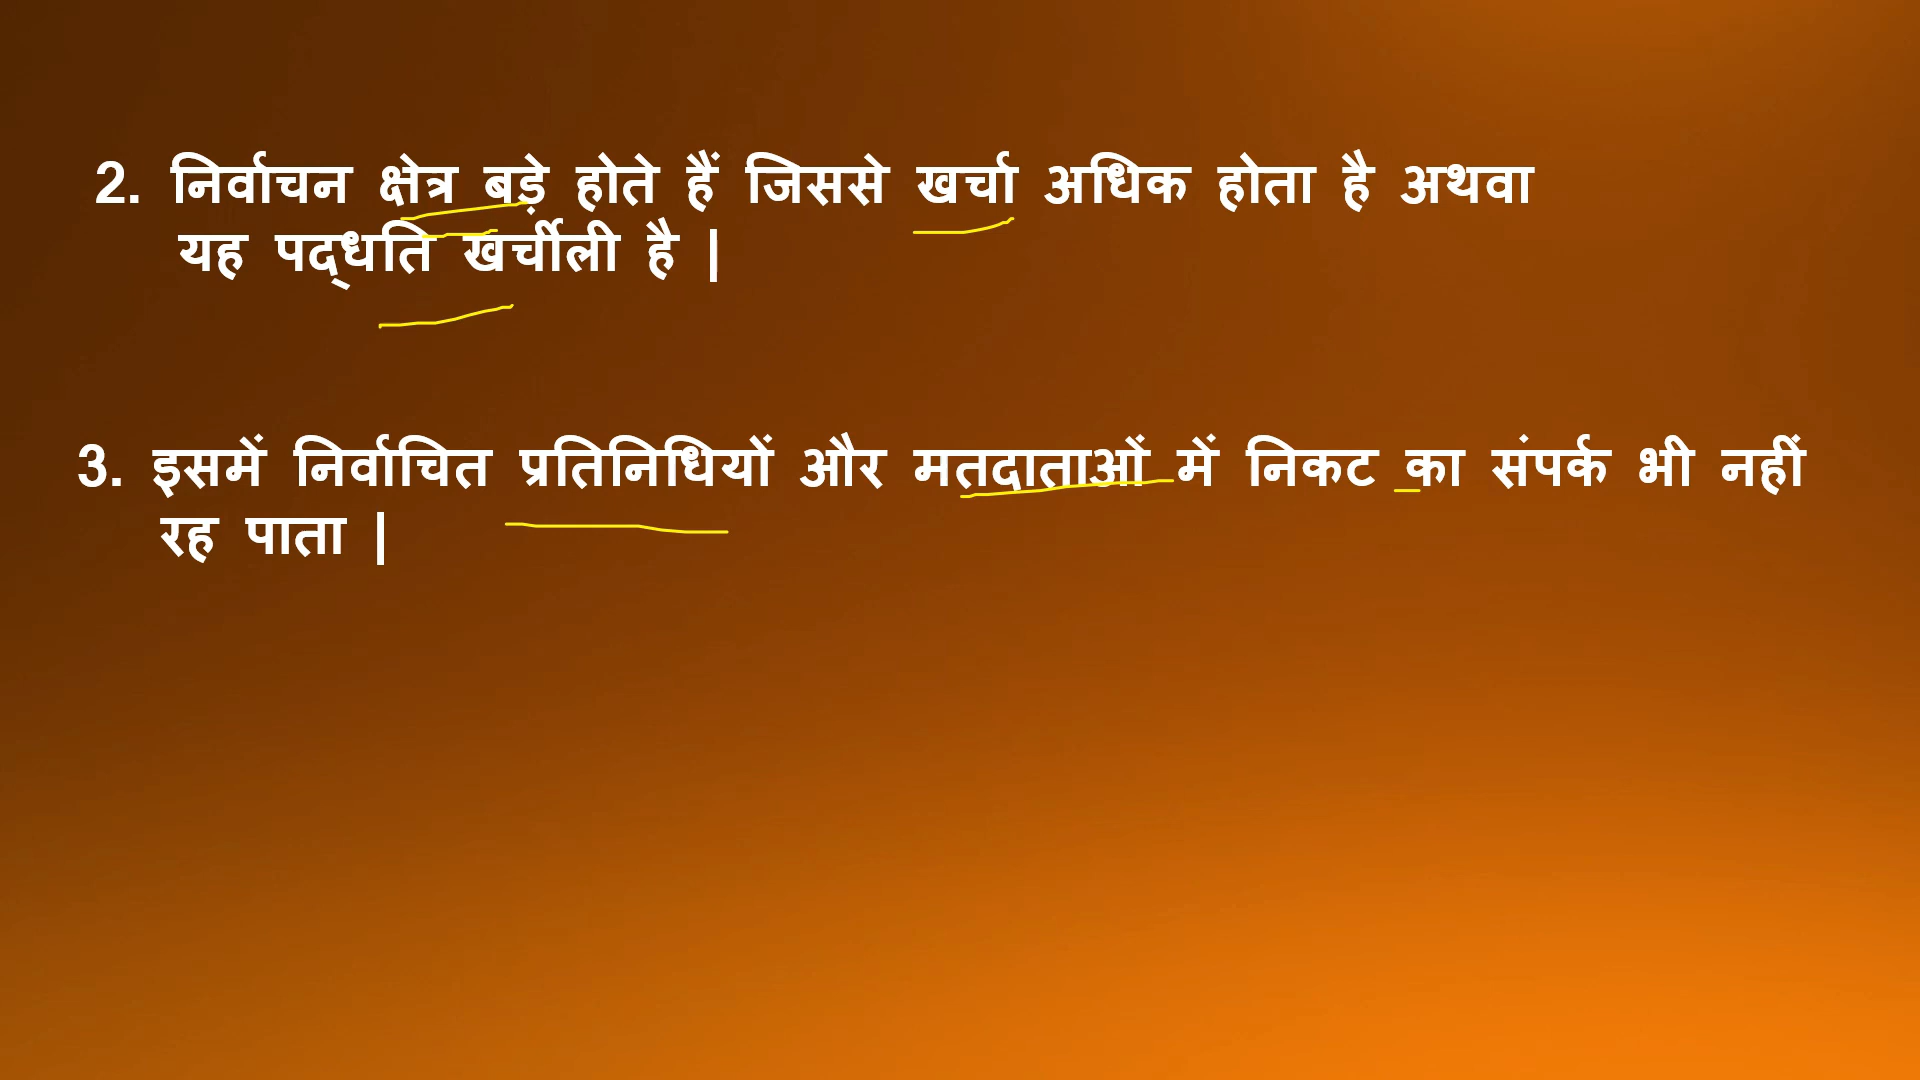 2. निर्वाचन क्षेत्र बड़े होते हैं जिससे खर्चा अधिक होता है अथवा
यह पद्धति खर्चीली है |
3. इसमें निर्वाचित प्रतिनिधियों और मतदाताओं में निकट का संपर्क भी नहीं
रह पाता |